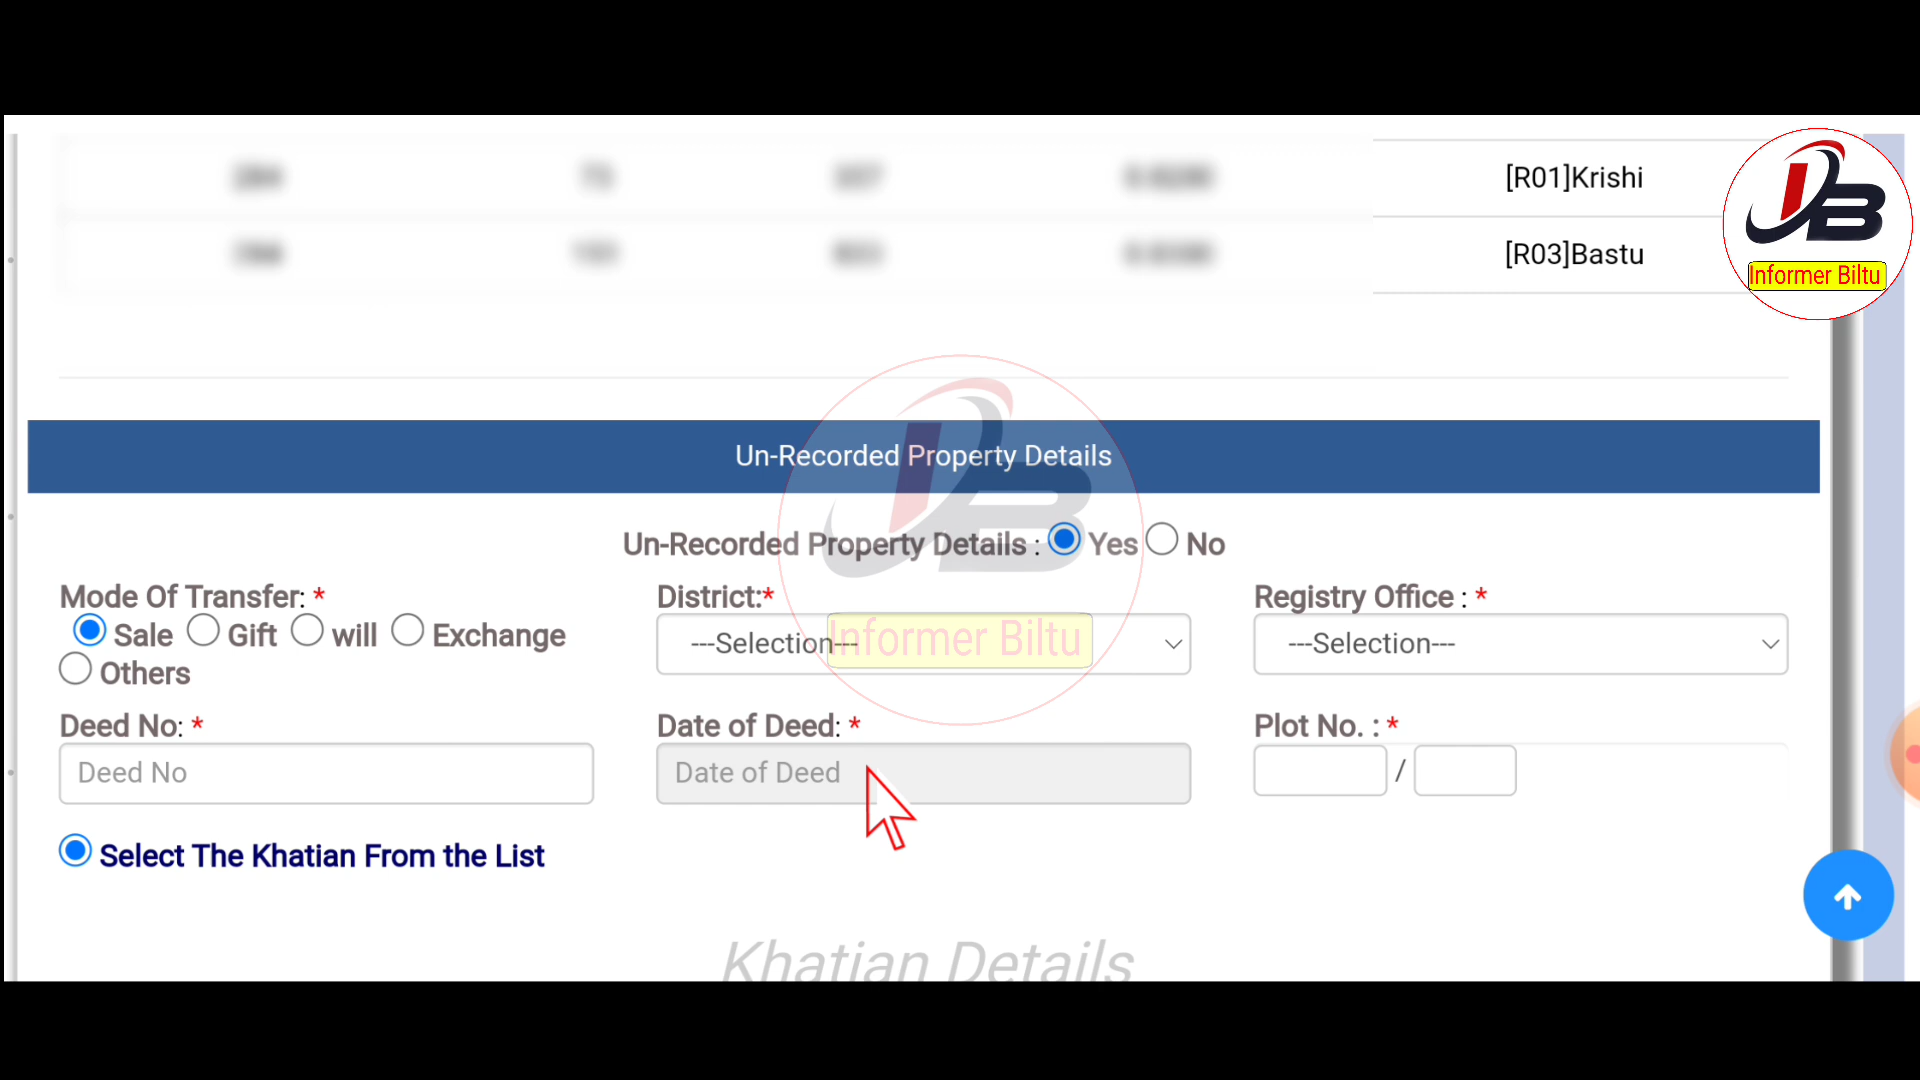 [R01]Krishi
[R03]Bastu
Informer Biltu
Un-Recorded Property Details
Un-Recorded Property Details : Yes No
Mode Of Transfer: * District:* Registry Office : *
Sale Gift will Exchange
Others
---Selection--- ---Selection---
Informer Biltu
Deed No: * Date of Deed: * Plot No. : *
Deed No Date of Deed /
Select The Khatian From the List
Khatian Details